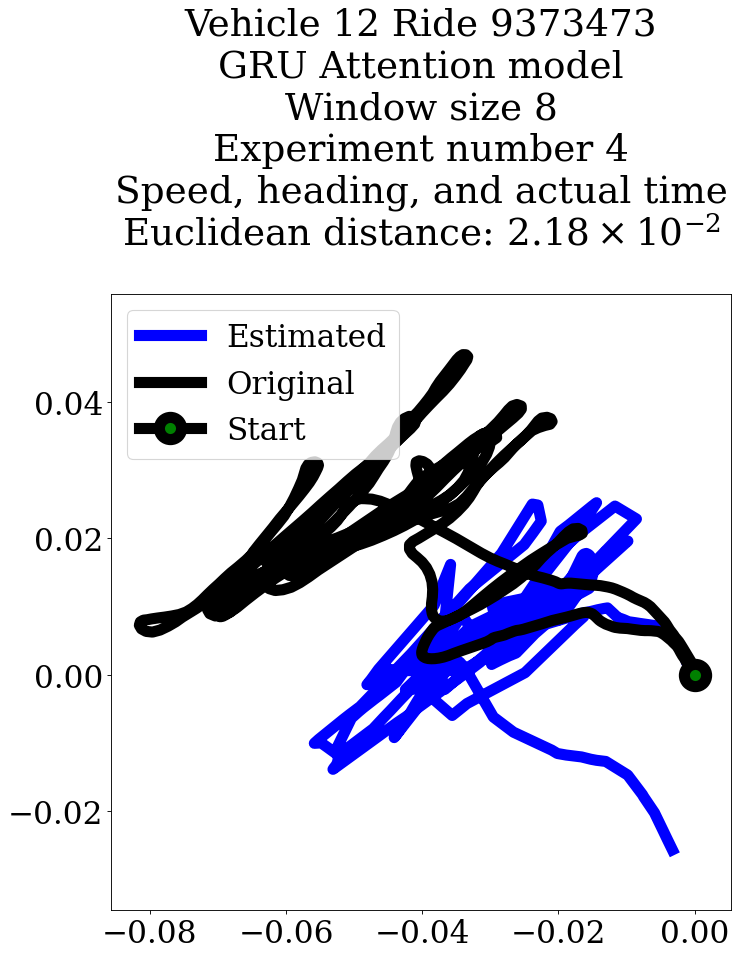 Vehicle 12 Ride 9373473
GRU Attention model
Window size 8
Experiment number 4
Speed, heading, and actual time
Euclidean distance: 2.18 × 10⁻²
Estimated
Original
Start
0.04
0.02
0.00
−0.02
−0.08
−0.06
−0.04
−0.02
0.00